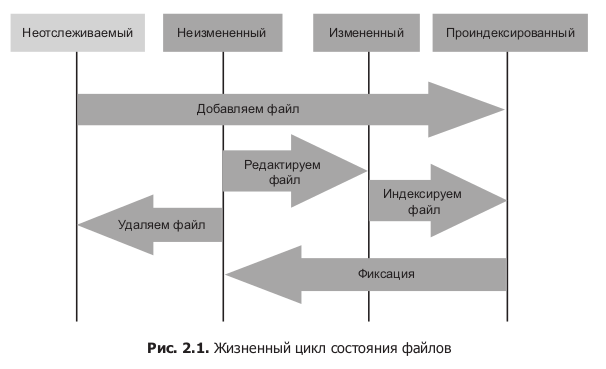 Неотслеживаемый
Неизмененный
Измененный
Проиндексированный
Добавляем файл
Редактируем
файл
Индексируем
файл
Удаляем файл
Фиксация
Рис. 2.1. Жизненный цикл состояния файлов